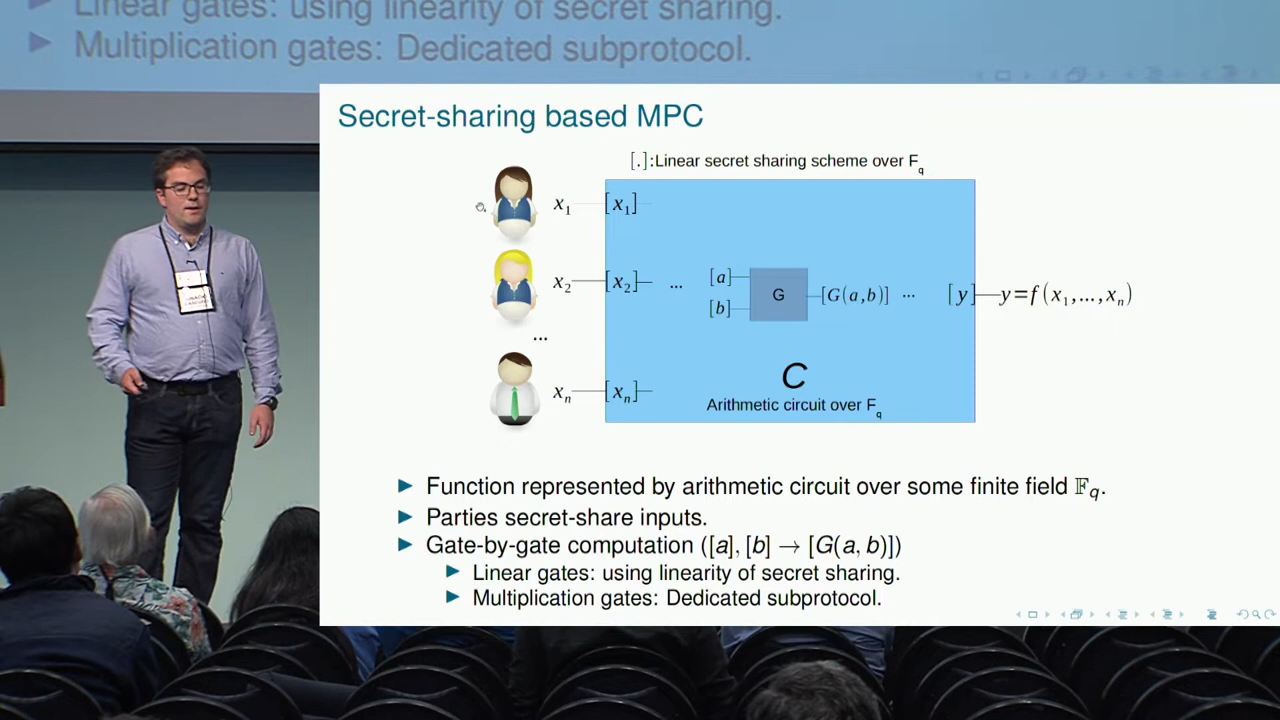 Linear gates: using linearity of secret sharing.
Multiplication gates: Dedicated subprotocol.
Secret-sharing based MPC
[.]:Linear secret sharing scheme over F_q
x_1 [x_1]
x_2 [x_2] ... [a] [b] G [G(a,b)] ... [y] y=f(x_1,...,x_n)
...
x_n [x_n]
C
Arithmetic circuit over F_q
Function represented by arithmetic circuit over some finite field 𝔽_q.
Parties secret-share inputs.
Gate-by-gate computation ([a], [b] → [G(a, b)])
Linear gates: using linearity of secret sharing.
Multiplication gates: Dedicated subprotocol.